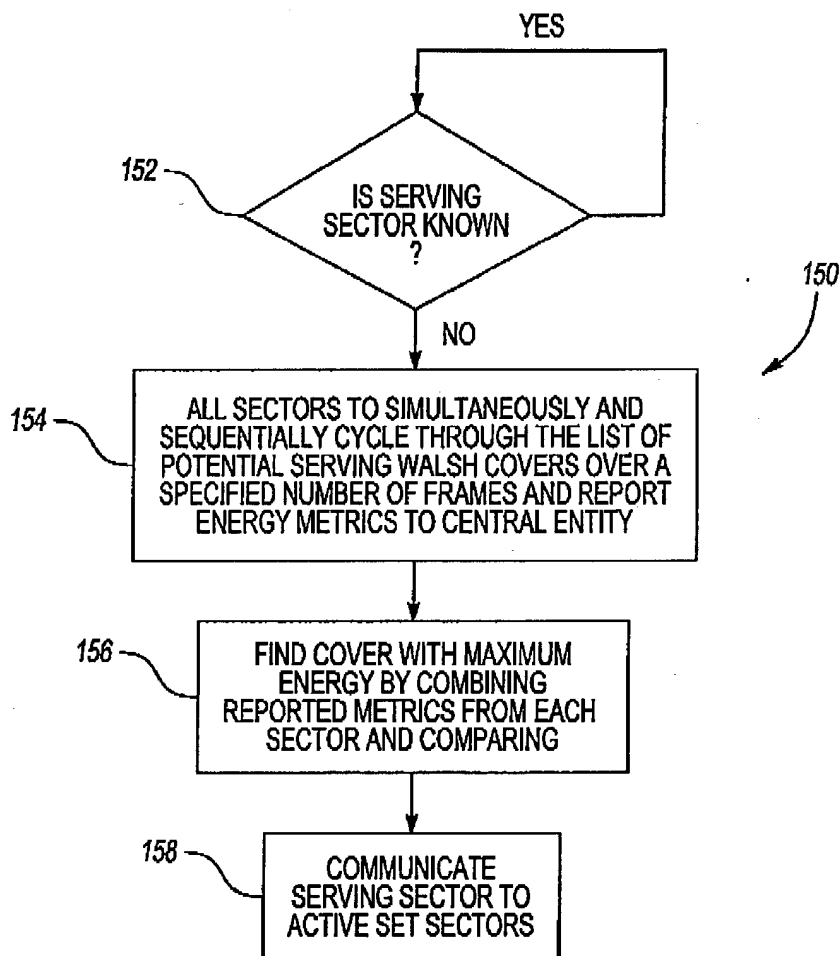 YES
152
IS SERVING
SECTOR KNOWN
?
150
NO
154
ALL SECTORS TO SIMULTANEOUSLY AND
SEQUENTIALLY CYCLE THROUGH THE LIST OF
POTENTIAL SERVING WALSH COVERS OVER A
SPECIFIED NUMBER OF FRAMES AND REPORT
ENERGY METRICS TO CENTRAL ENTITY
156
FIND COVER WITH MAXIMUM
ENERGY BY COMBINING
REPORTED METRICS FROM EACH
SECTOR AND COMPARING
158
COMMUNICATE
SERVING SECTOR TO
ACTIVE SET SECTORS